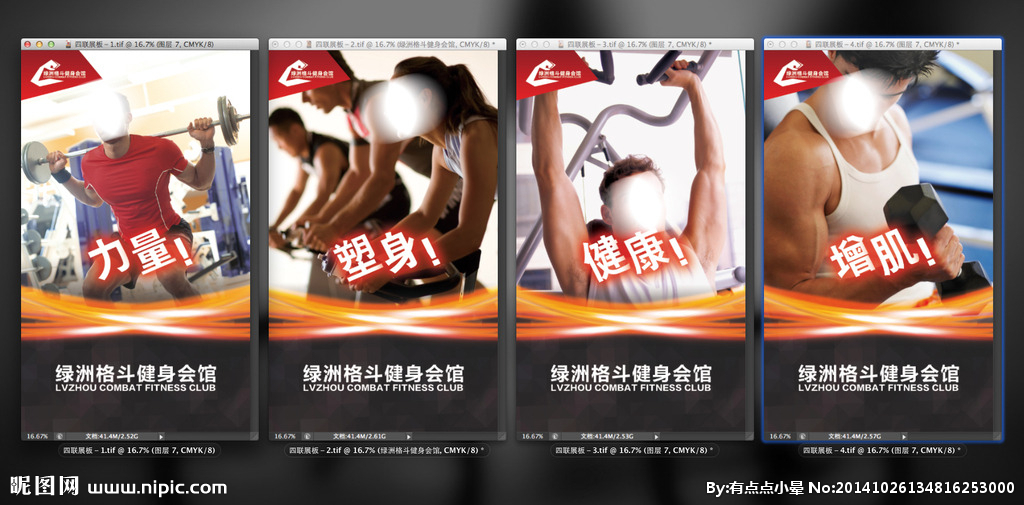 四联展板 – 1.tif @ 16.7% (图层 7, CMYK/8)
四联展板 – 2.tif @ 16.7% (绿洲格斗健身会馆, CMYK/8) *
四联展板 – 3.tif @ 16.7% (图层 7, CMYK/8) *
四联展板 – 4.tif @ 16.7% (图层 7, CMYK/8) *
绿洲格斗健身会馆
绿洲格斗健身会馆
绿洲格斗健身会馆
绿洲格斗健身会馆
力量!
塑身!
健康!
增肌!
绿洲格斗健身会馆
LVZHOU COMBAT FITNESS CLUB
绿洲格斗健身会馆
LVZHOU COMBAT FITNESS CLUB
绿洲格斗健身会馆
LVZHOU COMBAT FITNESS CLUB
绿洲格斗健身会馆
LVZHOU COMBAT FITNESS CLUB
16.67% 文档:41.4M/2.52G
16.67% 文档:41.4M/2.61G
16.67% 文档:41.4M/2.53G
16.67% 文档:41.4M/2.57G
四联展板 – 1.tif @ 16.7% (图层 7, CMYK/8)
四联展板 – 2.tif @ 16.7% (绿洲格斗健身会馆, CMYK/8) *
四联展板 – 3.tif @ 16.7% (图层 7, CMYK/8) *
四联展板 – 4.tif @ 16.7% (图层 7, CMYK/8) *
昵图网 www.nipic.com
By:有点点小晕 No:20141026134816253000